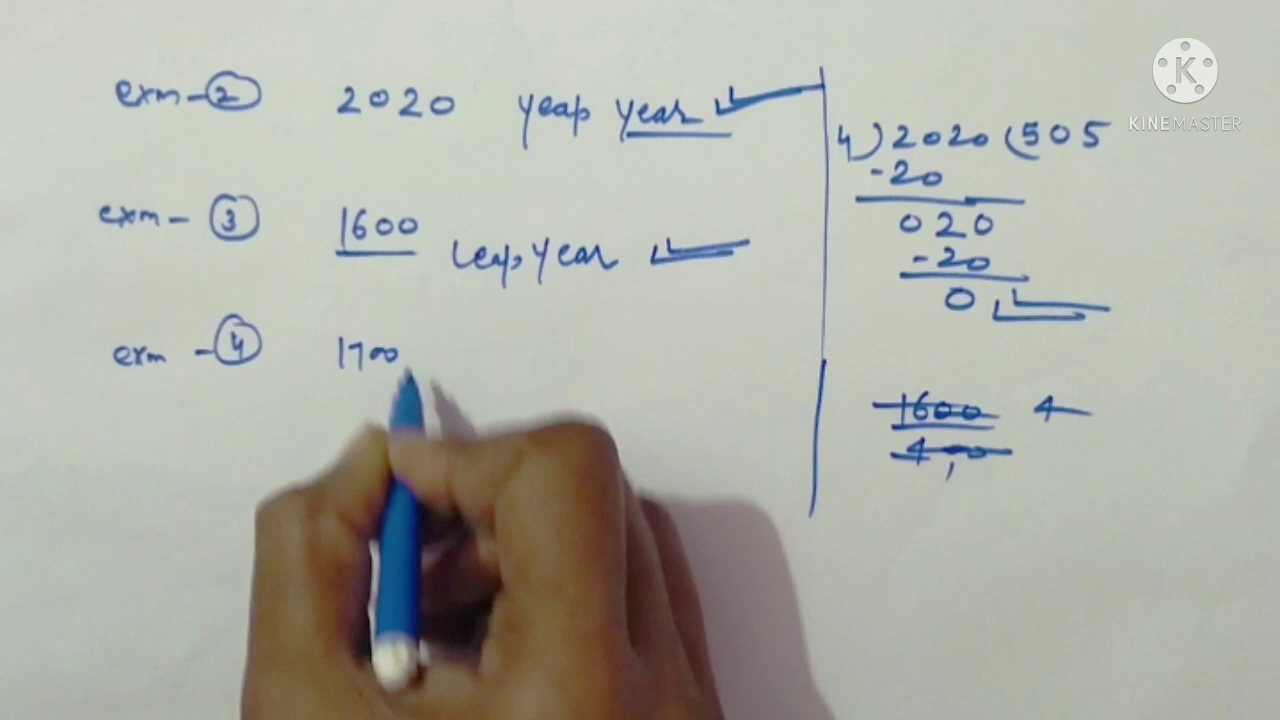 exm-② 2020 yeap year
exm- ③ 1600 Leap year
exm -④ 1700
4)2020(505
-20
020
-20
0
1600 4
400
K
KINEMASTER